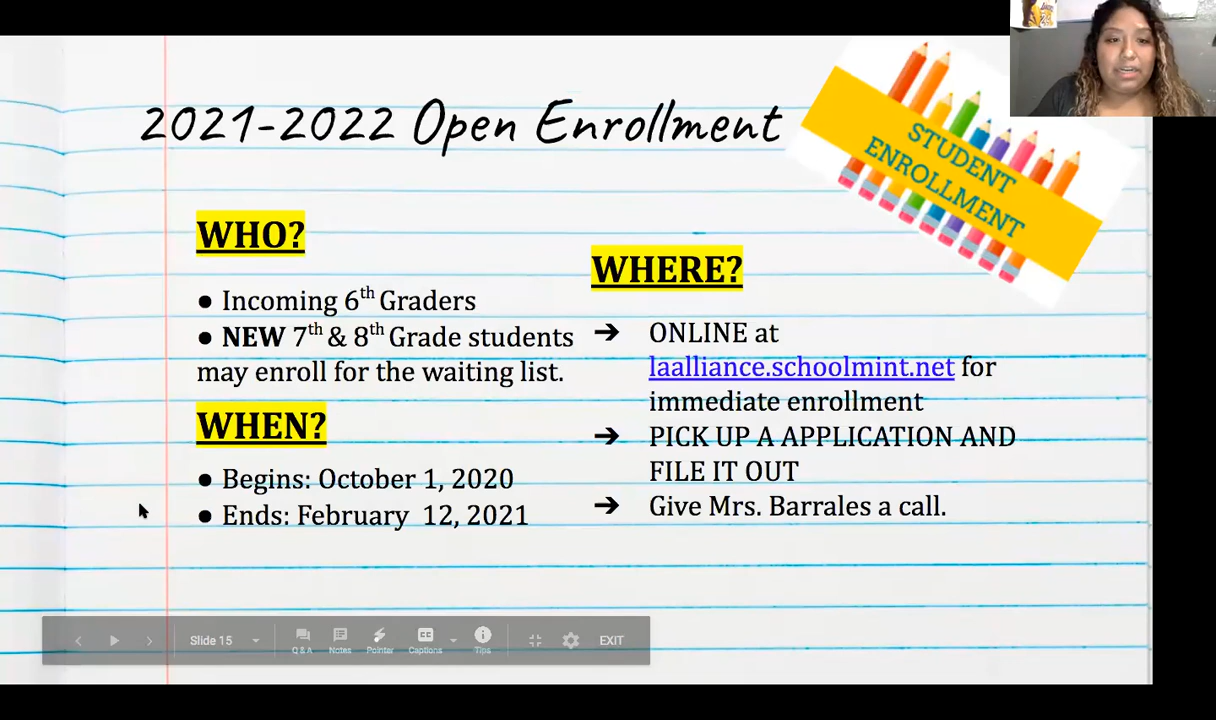 2021-2022 Open Enrollment
STUDENT
ENROLLMENT
WHO?
● Incoming 6th Graders
● NEW 7th & 8th Grade students
may enroll for the waiting list.
WHEN?
● Begins: October 1, 2020
● Ends: February 12, 2021
WHERE?
➔ ONLINE at
laalliance.schoolmint.net for
immediate enrollment
➔ PICK UP A APPLICATION AND
FILE IT OUT
➔ Give Mrs. Barrales a call.
Slide 15
Q & A
Notes
Pointer
CC
Captions
Tips
EXIT